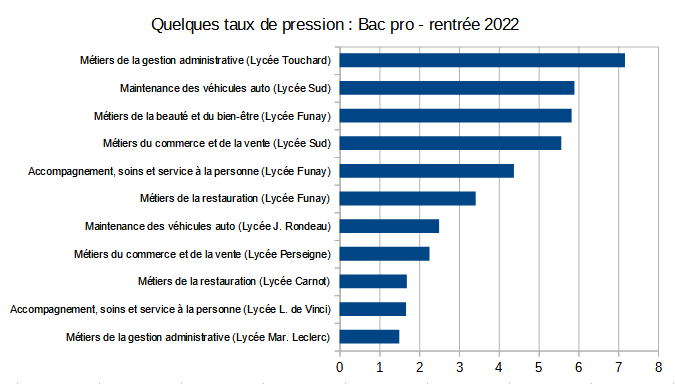 Quelques taux de pression : Bac pro - rentrée 2022
Métiers de la gestion administrative (Lycée Touchard)
Maintenance des véhicules auto (Lycée Sud)
Métiers de la beauté et du bien-être (Lycée Funay)
Métiers du commerce et de la vente (Lycée Sud)
Accompagnement, soins et service à la personne (Lycée Funay)
Métiers de la restauration (Lycée Funay)
Maintenance des véhicules auto (Lycée J. Rondeau)
Métiers du commerce et de la vente (Lycée Perseigne)
Métiers de la restauration (Lycée Carnot)
Accompagnement, soins et service à la personne (Lycée L. de Vinci)
Métiers de la gestion administrative (Lycée Mar. Leclerc)
0 1 2 3 4 5 6 7 8